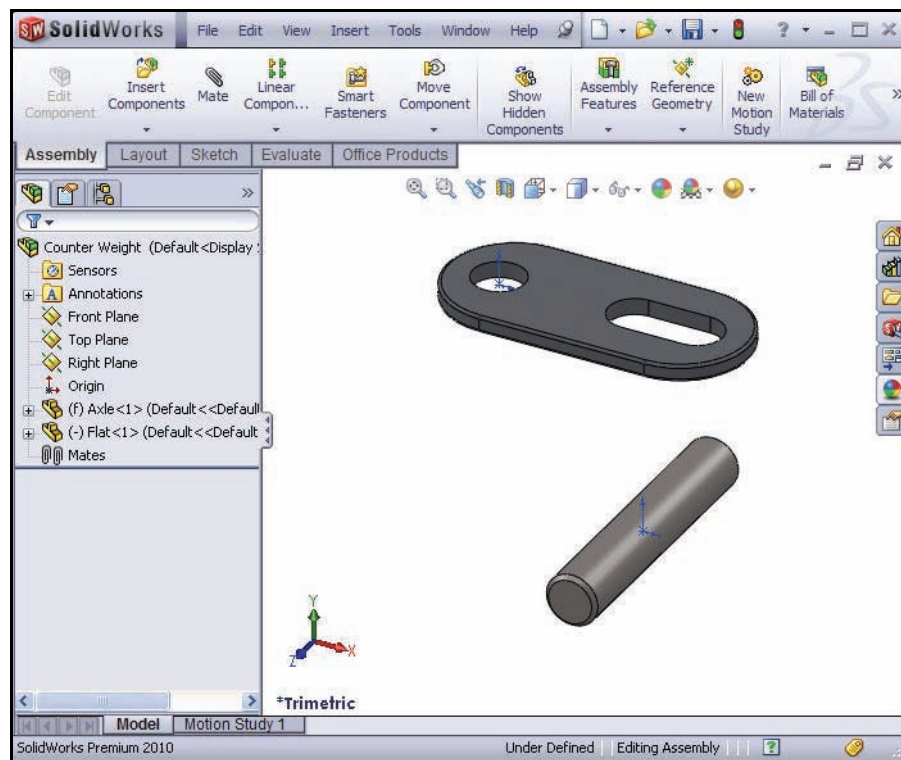 SolidWorks File Edit View Insert Tools Window Help
Edit Component
Insert Components
Mate
Linear Compon...
Smart Fasteners
Move Component
Show Hidden Components
Assembly Features
Reference Geometry
New Motion Study
Bill of Materials
Assembly Layout Sketch Evaluate Office Products
Counter Weight (Default<Display
Sensors
Annotations
Front Plane
Top Plane
Right Plane
Origin
(f) Axle<1> (Default<<Defaul
(-) Flat<1> (Default<<Default
Mates
Y
X
Z
*Trimetric
Model Motion Study 1
SolidWorks Premium 2010 Under Defined Editing Assembly